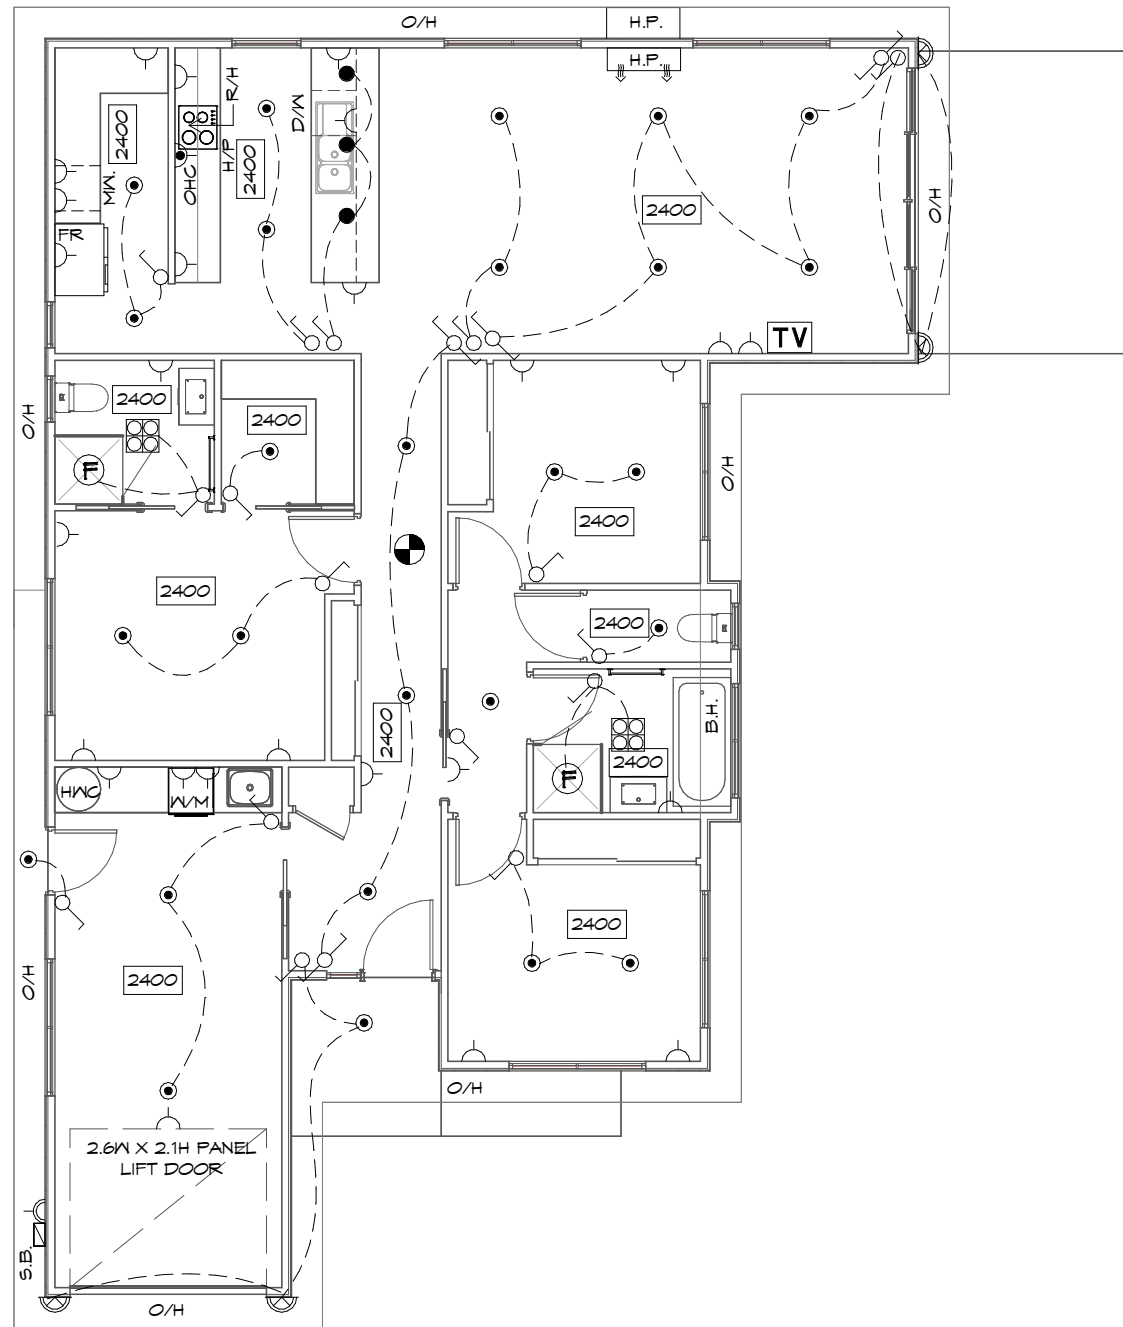 O/H
H.P.
H.P.
R/H
D/W
2400
MW.
OHC
H/P
2400
2400
O/H
FR
TV
2400
2400
O/H
O/H
F
2400
2400
2400
2400
B.H.
2400
F
HWC
W/M
2400
O/H
2400
O/H
2.6W X 2.1H PANEL
LIFT DOOR
S.B.
O/H